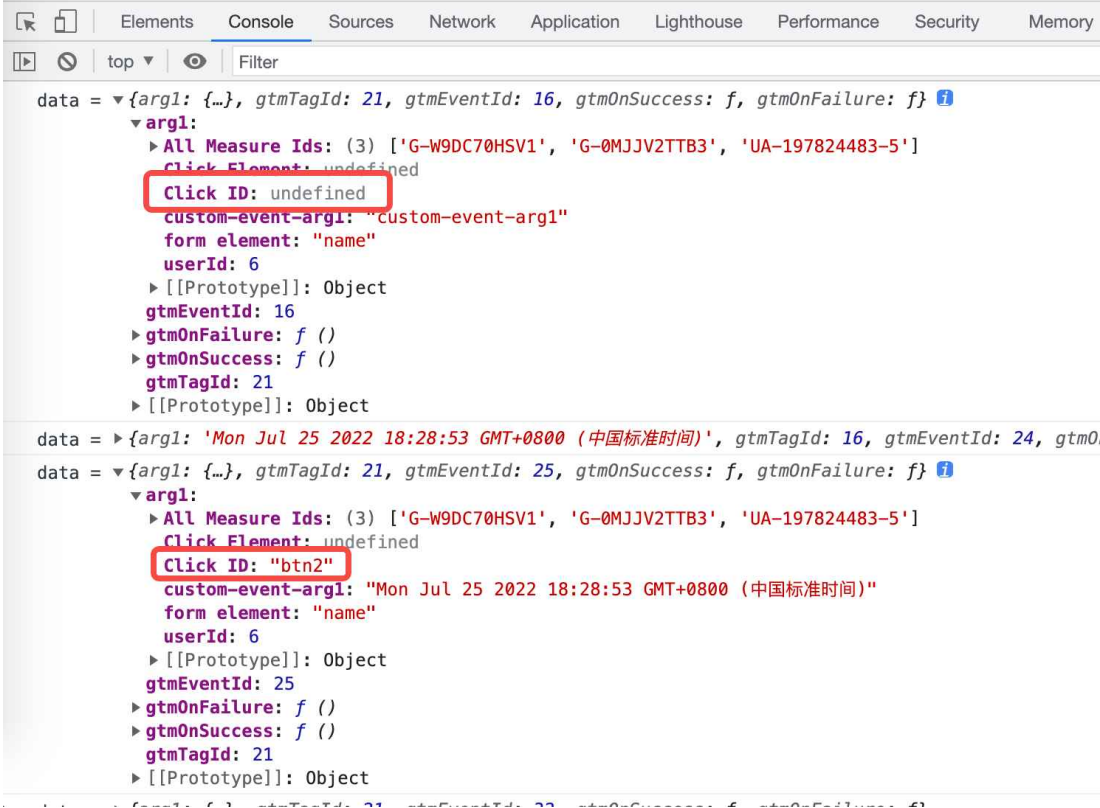 Elements Console Sources Network Application Lighthouse Performance Security Memory
top ▼ Filter
data = ▼{arg1: {…}, gtmTagId: 21, gtmEventId: 16, gtmOnSuccess: ƒ, gtmOnFailure: ƒ} i
▼arg1:
▶All Measure Ids: (3) ['G-W9DC70HSV1', 'G-0MJJV2TTB3', 'UA-197824483-5']
Click Element: undefined
Click ID: undefined
custom-event-arg1: "custom-event-arg1"
form element: "name"
userId: 6
▶[[Prototype]]: Object
gtmEventId: 16
▶gtmOnFailure: ƒ ()
▶gtmOnSuccess: ƒ ()
gtmTagId: 21
▶[[Prototype]]: Object
data = ▶{arg1: 'Mon Jul 25 2022 18:28:53 GMT+0800 (中国标准时间)', gtmTagId: 16, gtmEventId: 24, gtmO
data = ▼{arg1: {…}, gtmTagId: 21, gtmEventId: 25, gtmOnSuccess: ƒ, gtmOnFailure: ƒ} i
▼arg1:
▶All Measure Ids: (3) ['G-W9DC70HSV1', 'G-0MJJV2TTB3', 'UA-197824483-5']
Click Element: undefined
Click ID: "btn2"
custom-event-arg1: "Mon Jul 25 2022 18:28:53 GMT+0800 (中国标准时间)"
form element: "name"
userId: 6
▶[[Prototype]]: Object
gtmEventId: 25
▶gtmOnFailure: ƒ ()
▶gtmOnSuccess: ƒ ()
gtmTagId: 21
▶[[Prototype]]: Object